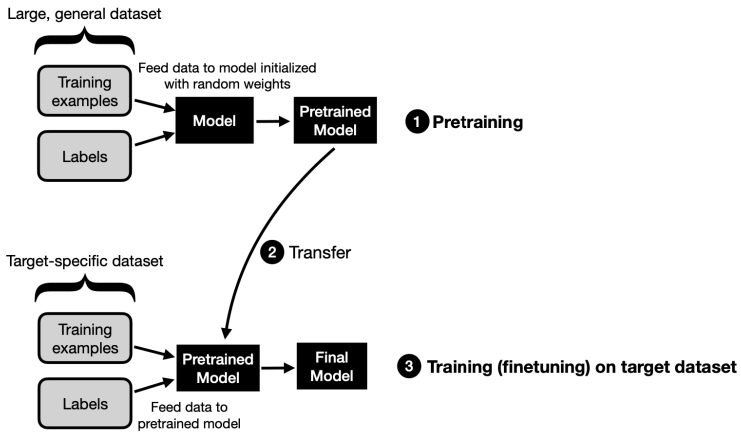 Large, general dataset
Training
examples
Labels
Feed data to model initialized
with random weights
Model
Pretrained
Model
1 Pretraining
2 Transfer
Target-specific dataset
Training
examples
Labels
Pretrained
Model
Feed data to
pretrained model
Final
Model
3 Training (finetuning) on target dataset